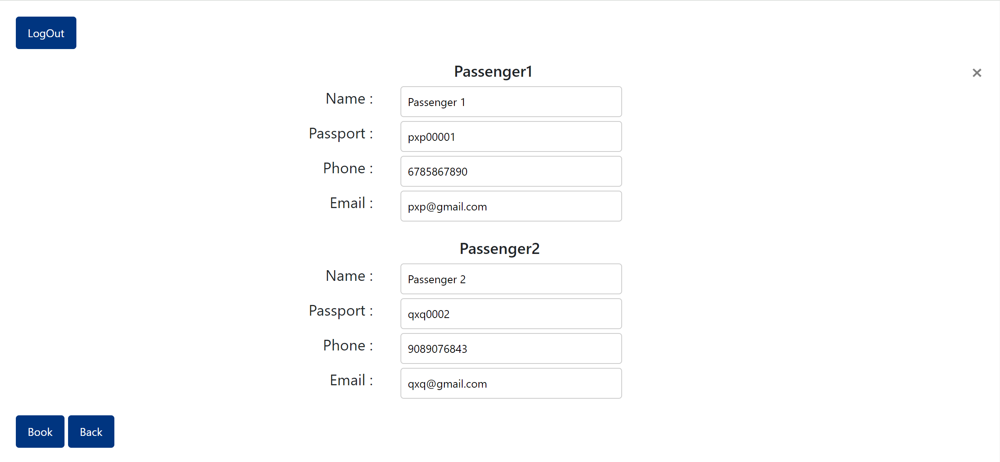 LogOut
Passenger1
×
Name : Passenger 1
Passport : pxp00001
Phone : 6785867890
Email : pxp@gmail.com
Passenger2
Name : Passenger 2
Passport : qxq0002
Phone : 9089076843
Email : qxq@gmail.com
Book Back